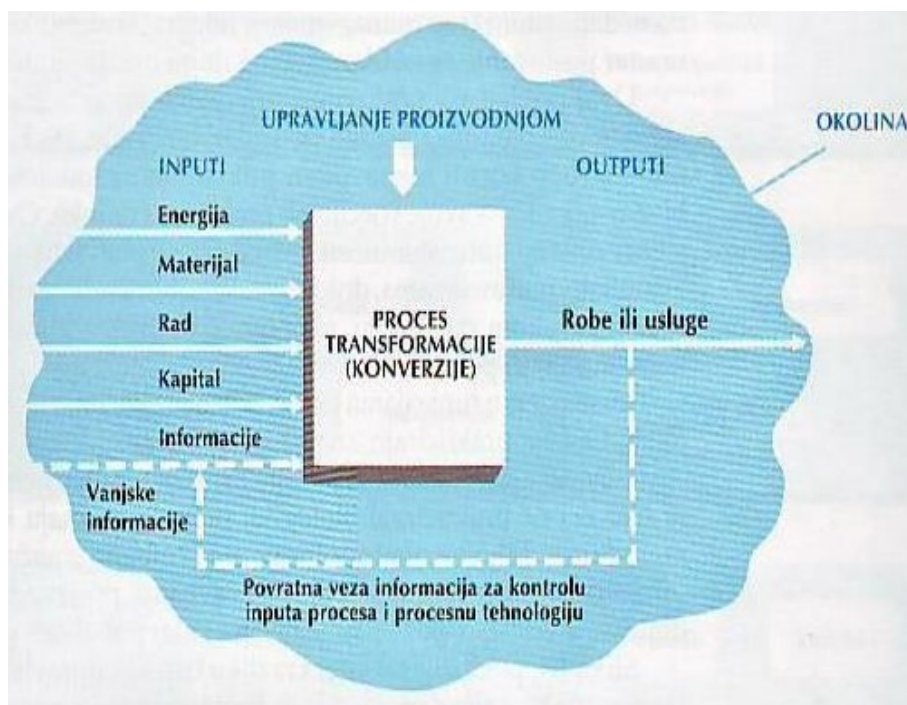 UPRAVLJANJE PROIZVODNJOM
OKOLINA
INPUTI
OUTPUTI
Energija
Materijal
Rad
Kapital
Informacije
Vanjske
informacije
PROCES
TRANSFORMACIJE
(KONVERZIJE)
Robe ili usluge
Povratna veza informacija za kontrolu
inputa procesa i procesnu tehnologiju